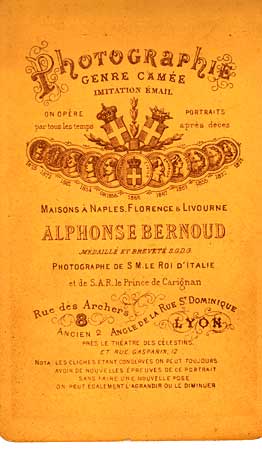 Photographie
GENRE CAMÉE
IMITATION ÉMAIL
ON OPÈRE PORTRAITS
par tous les temps après décès
MAISONS À NAPLES, FLORENCE & LIVOURNE
ALPHONSE BERNOUD
MÉDAILLÉ ET BREVETÉ S.G.D.G.
PHOTOGRAPHE DE S.M. LE ROI D'ITALIE
et de S.A.R. le Prince de Carignan
Rue des Archers
8 ANGLE DE LA RUE ST DOMINIQUE
ANCIEN 2 LYON
PRÈS LE THÉATRE DES CÉLESTINS,
ET RUE GASPARIN, 12
NOTA: LES CLICHÉS ÉTANT CONSERVÉS ON PEUT TOUJOURS
AVOIR DE NOUVELLES ÉPREUVES DE CE PORTRAIT
SANS FAIRE UNE NOUVELLE POSE
ON PEUT ÉGALEMENT L'AGRANDIR OU LE DIMINUER